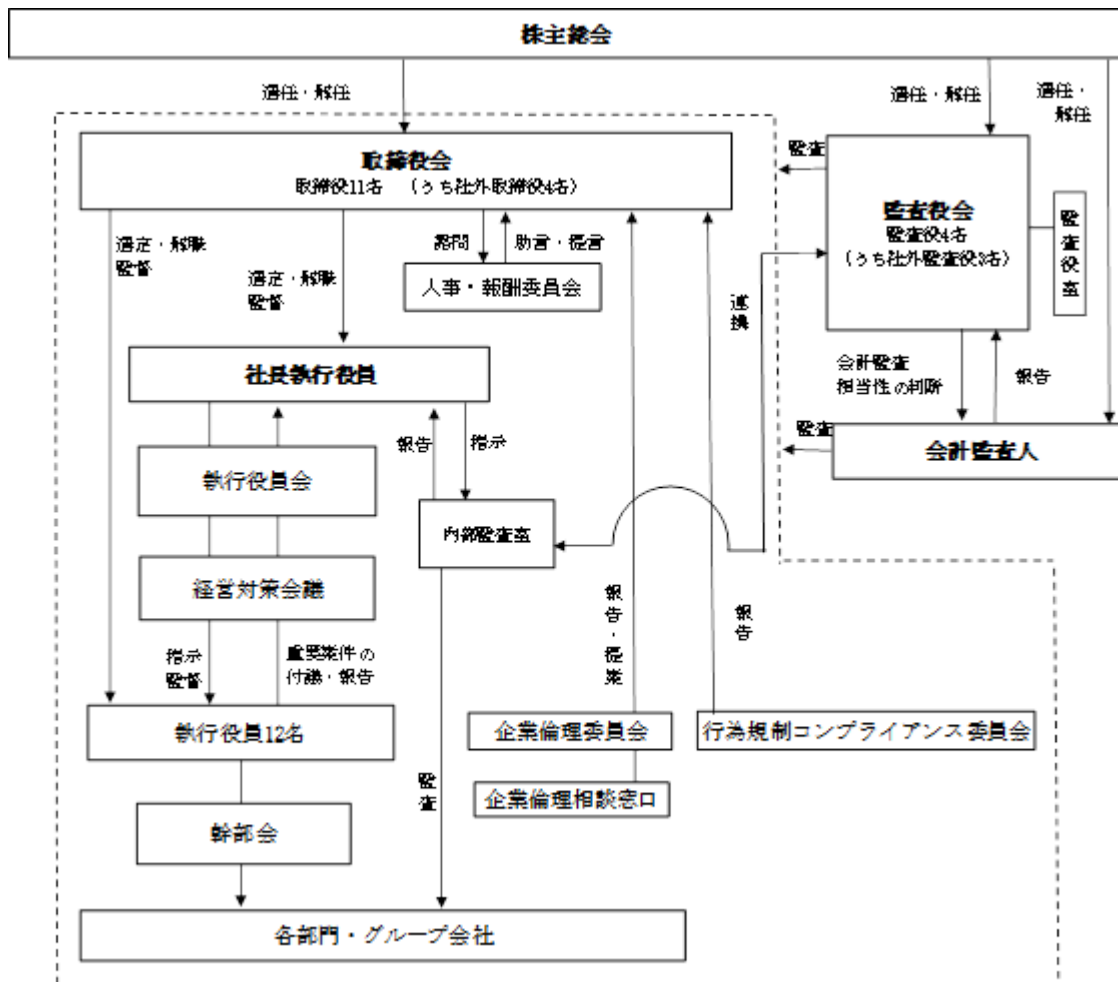 株主総会
選任・解任
選任・解任
選任・
解任
取締役会
取締役11名　(うち社外取締役4名)
監査
監査役会
監査役4名
(うち社外監査役3名)
監査役室
選定・解職
監督
選定・解職
監督
諮問
助言・提言
人事・報酬委員会
連携
社長執行役員
会計監査
相当性の判断
報告
報告
指示
監査
会計監査人
執行役員会
内部監査室
経営対策会議
報告・提案
報告
指示
監督
重要案件の
付議・報告
執行役員12名
企業倫理委員会
行為規制コンプライアンス委員会
監査
企業倫理相談窓口
幹部会
各部門・グループ会社